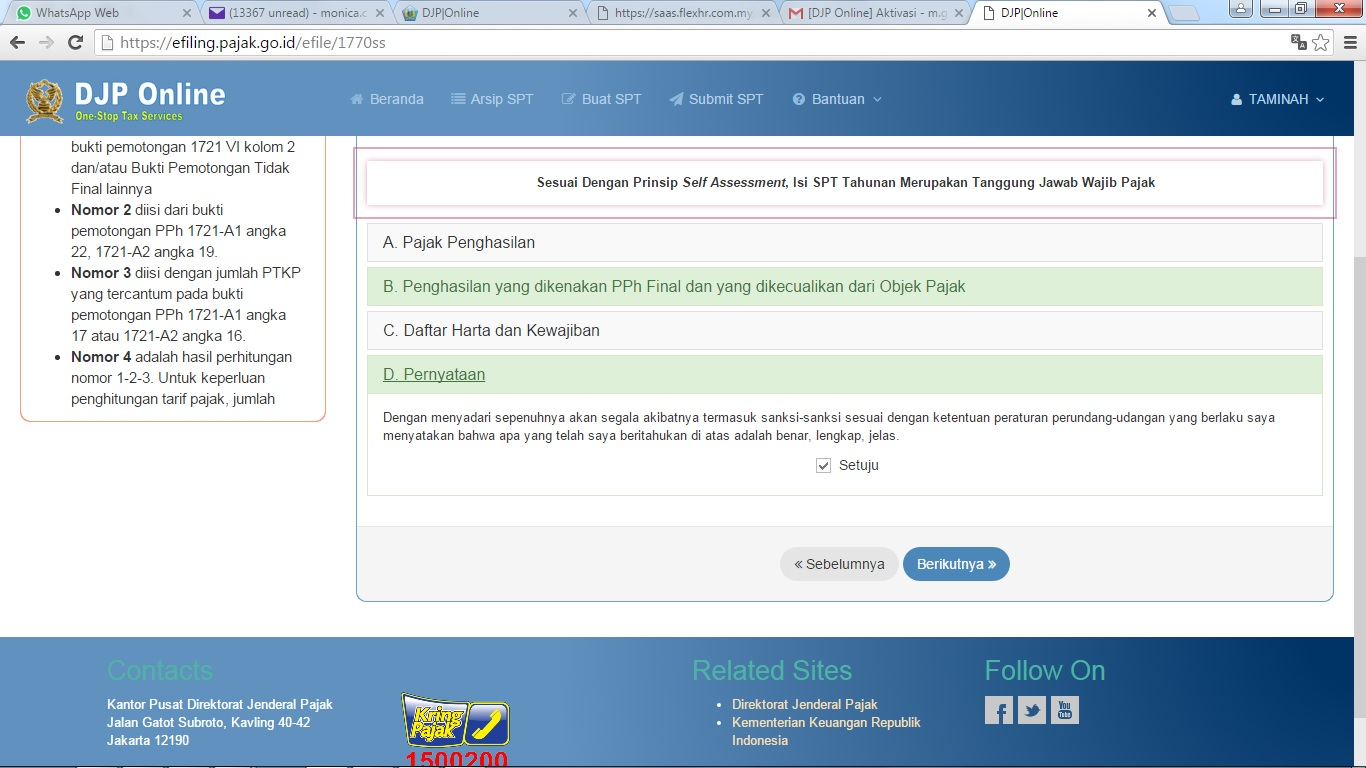 WhatsApp Web
(13367 unread) - monica.c
DJP|Online
https://saas.flexhr.com.my
[DJP Online] Aktivasi - m.g
DJP|Online
https://efiling.pajak.go.id/efile/1770ss
DJP Online
One-Stop Tax Services
Beranda
Arsip SPT
Buat SPT
Submit SPT
Bantuan
TAMINAH
bukti pemotongan 1721 VI kolom 2
dan/atau Bukti Pemotongan Tidak
Final lainnya
• Nomor 2 diisi dari bukti
pemotongan PPh 1721-A1 angka
22, 1721-A2 angka 19.
• Nomor 3 diisi dengan jumlah PTKP
yang tercantum pada bukti
pemotongan PPh 1721-A1 angka
17 atau 1721-A2 angka 16.
• Nomor 4 adalah hasil perhitungan
nomor 1-2-3. Untuk keperluan
penghitungan tarif pajak, jumlah
Sesuai Dengan Prinsip Self Assessment, Isi SPT Tahunan Merupakan Tanggung Jawab Wajib Pajak
A. Pajak Penghasilan
B. Penghasilan yang dikenakan PPh Final dan yang dikecualikan dari Objek Pajak
C. Daftar Harta dan Kewajiban
D. Pernyataan
Dengan menyadari sepenuhnya akan segala akibatnya termasuk sanksi-sanksi sesuai dengan ketentuan peraturan perundang-udangan yang berlaku saya
menyatakan bahwa apa yang telah saya beritahukan di atas adalah benar, lengkap, jelas.
Setuju
« Sebelumnya
Berikutnya »
Contacts
Kantor Pusat Direktorat Jenderal Pajak
Jalan Gatot Subroto, Kavling 40-42
Jakarta 12190
Kring
Pajak
1500200
Related Sites
• Direktorat Jenderal Pajak
• Kementerian Keuangan Republik
Indonesia
Follow On
You
Tube